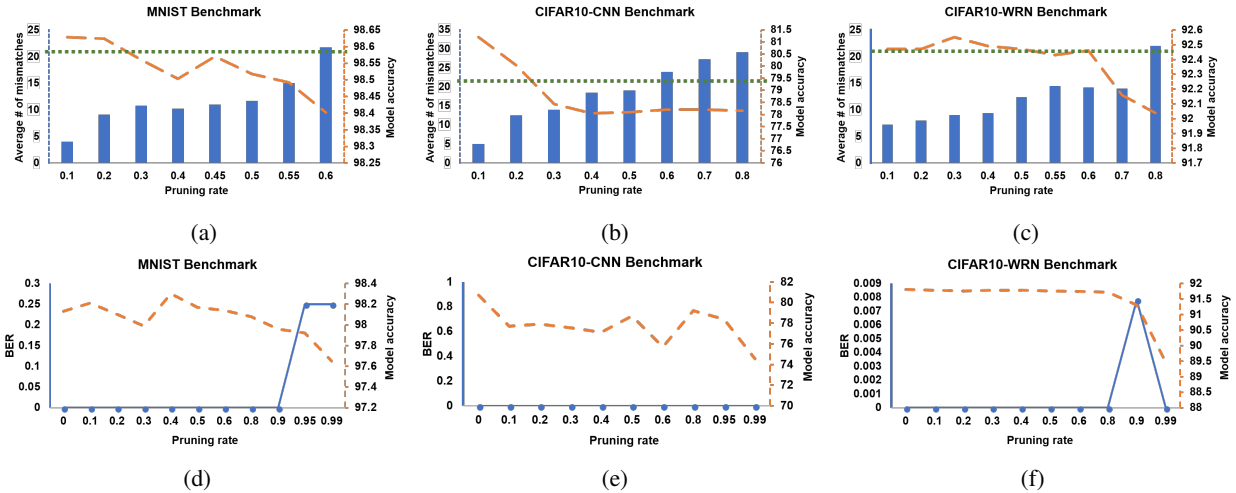 MNIST Benchmark
25
20
15
10
5
0
Average # of mismatches
98.65
98.6
98.55
98.5
98.45
98.4
98.35
98.3
98.25
Model accuracy
0.1 0.2 0.3 0.4 0.45 0.5 0.55 0.6
Pruning rate
(a)
CIFAR10-CNN Benchmark
35
30
25
20
15
10
5
0
Average # of mismatches
81.5
80.5
80
79.5
79
78.5
78
77.5
77
76.5
76
Model accuracy
0.1 0.2 0.3 0.4 0.5 0.6 0.7 0.8
Pruning rate
(b)
CIFAR10-WRN Benchmark
25
20
15
10
5
0
Average # of mismatches
92.6
92.5
92.4
92.3
92.2
92.1
92
91.9
91.8
91.7
Model accuracy
0.1 0.2 0.3 0.4 0.5 0.55 0.6 0.7 0.8
Pruning rate
(c)
MNIST Benchmark
0.3
0.25
0.2
0.15
0.1
0.05
0
BER
98.4
98.2
98
97.8
97.6
97.4
97.2
Model accuracy
0 0.1 0.2 0.3 0.4 0.5 0.6 0.8 0.9 0.95 0.99
Pruning rate
(d)
CIFAR10-CNN Benchmark
1
0.8
0.6
0.4
0.2
0
BER
82
80
78
76
74
72
70
Model accuracy
0 0.1 0.2 0.3 0.4 0.5 0.6 0.8 0.95 0.99
Pruning rate
(e)
CIFAR10-WRN Benchmark
0.009
0.008
0.007
0.006
0.005
0.004
0.003
0.002
0.001
0
BER
92
91.5
91
90.5
90
89.5
89
88.5
88
Model accuracy
0 0.1 0.2 0.3 0.4 0.5 0.6 0.8 0.9 0.99
Pruning rate
(f)